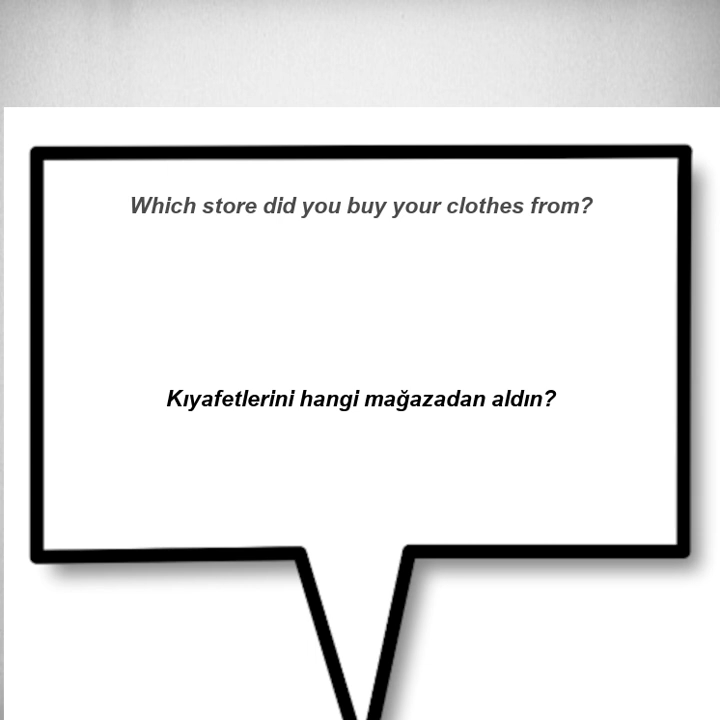 Which store did you buy your clothes from?
Kıyafetlerini hangi mağazadan aldın?